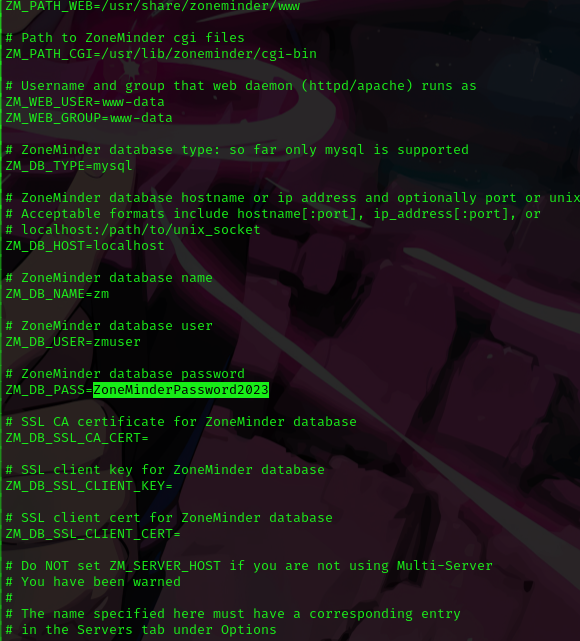 ZM_PATH_WEB=/usr/share/zoneminder/www
# Path to ZoneMinder cgi files
ZM_PATH_CGI=/usr/lib/zoneminder/cgi-bin
# Username and group that web daemon (httpd/apache) runs as
ZM_WEB_USER=www-data
ZM_WEB_GROUP=www-data
# ZoneMinder database type: so far only mysql is supported
ZM_DB_TYPE=mysql
# ZoneMinder database hostname or ip address and optionally port or unix
# Acceptable formats include hostname[:port], ip_address[:port], or
# localhost:/path/to/unix_socket
ZM_DB_HOST=localhost
# ZoneMinder database name
ZM_DB_NAME=zm
# ZoneMinder database user
ZM_DB_USER=zmuser
# ZoneMinder database password
ZM_DB_PASS=ZoneMinderPassword2023
# SSL CA certificate for ZoneMinder database
ZM_DB_SSL_CA_CERT=
# SSL client key for ZoneMinder database
ZM_DB_SSL_CLIENT_KEY=
# SSL client cert for ZoneMinder database
ZM_DB_SSL_CLIENT_CERT=
# Do NOT set ZM_SERVER_HOST if you are not using Multi-Server
# You have been warned
#
# The name specified here must have a corresponding entry
# in the Servers tab under Options